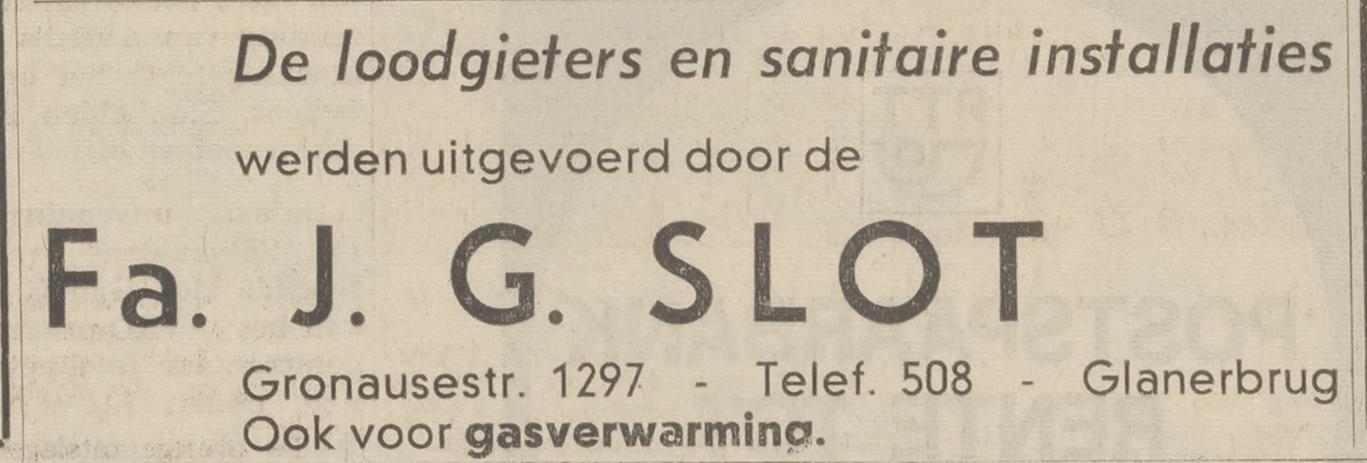 De loodgieters en sanitaire installaties
werden uitgevoerd door de
Fa. J. G. SLOT
Gronausestr. 1297 - Telef. 508 - Glanerbrug
Ook voor gasverwarming.